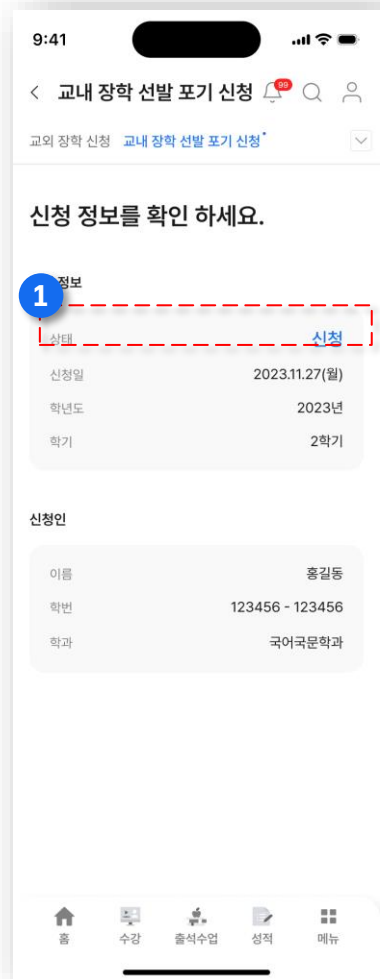 9:41
교내 장학 선발 포기 신청 99
교외 장학 신청 교내 장학 선발 포기 신청
신청 정보를 확인 하세요.
1 정보
상태 신청
신청일 2023.11.27(월)
학년도 2023년
학기 2학기
신청인
이름 홍길동
학번 123456 - 123456
학과 국어국문학과
홈 수강 출석수업 성적 메뉴